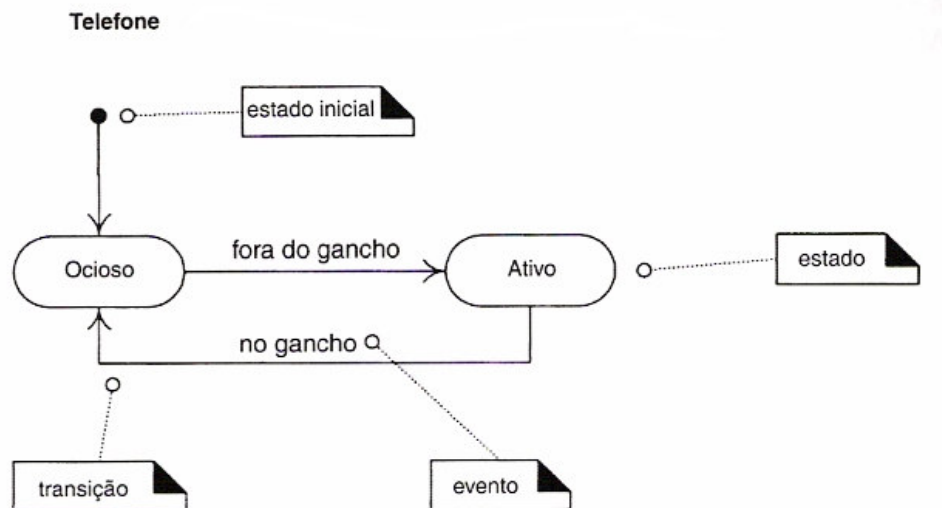 Telefone
estado inicial
Ocioso
fora do gancho
Ativo
estado
no gancho
transição
evento